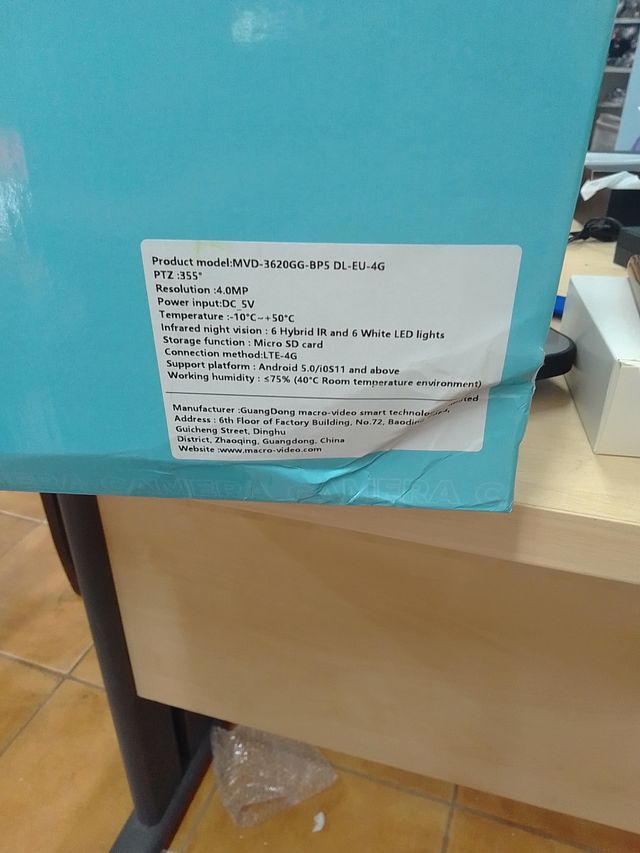 Product model:MVD-3620GG-BP5 DL-EU-4G
PTZ :355°
Resolution :4.0MP
Power input:DC_5V
Temperature :-10°C~+50°C
Infrared night vision : 6 Hybrid IR and 6 White LED lights
Storage function : Micro SD card
Connection method:LTE-4G
Support platform : Android 5.0/i0S11 and above
Working humidity : ≤75% (40°C Room temperature environment)
Manufacturer :GuangDong macro-video smart
Address : 6th Floor of Factory Building, No.72,
Guicheng Street, Dinghu
District, Zhaoqing, Guangdong, China
Website :www.macro-video.com
CAMERA CAMERA